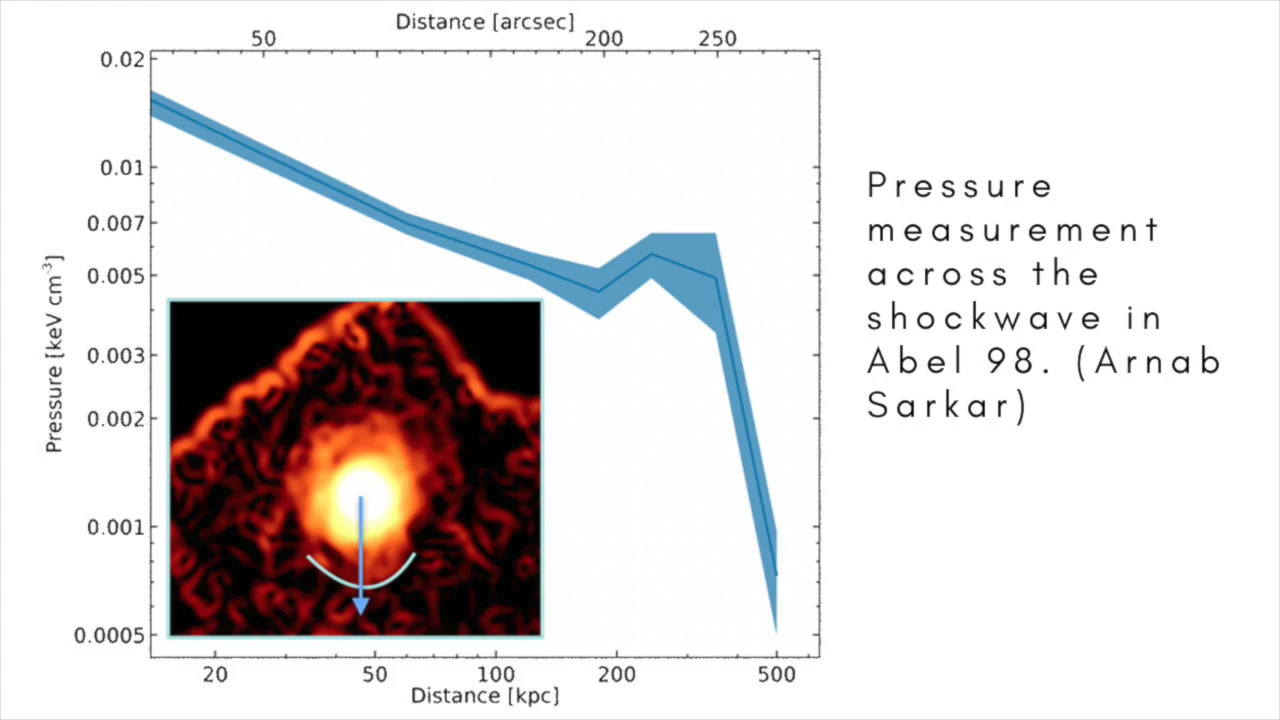 Distance [arcsec]
50 200 250
0.02
0.01
0.007
0.005
0.003
0.002
0.001
0.0005
Pressure [keV cm⁻³]
20 50 100 200 500
Distance [kpc]
Pressure
measurement
across the
shockwave in
Abel 98. (Arnab
Sarkar)